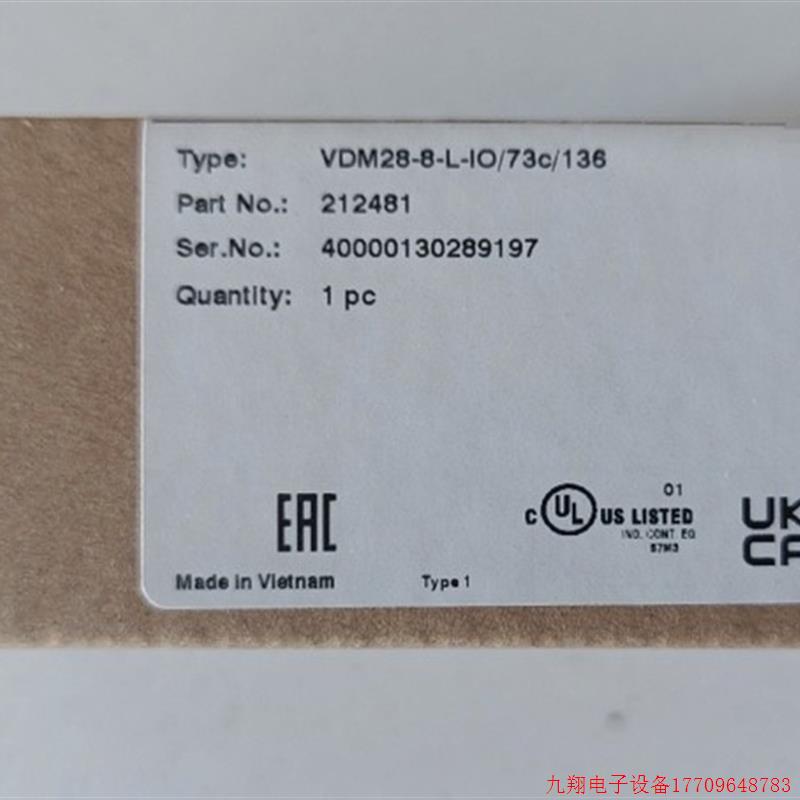 Type: VDM28-8-L-IO/73c/136
Part No.: 212481
Ser.No.: 40000130289197
Quantity: 1 pc
EAC
01
C UL US LISTED
IND. CONT. EQ
57M3
UK
CA
Made in Vietnam
Type 1
九翔电子设备17709648783